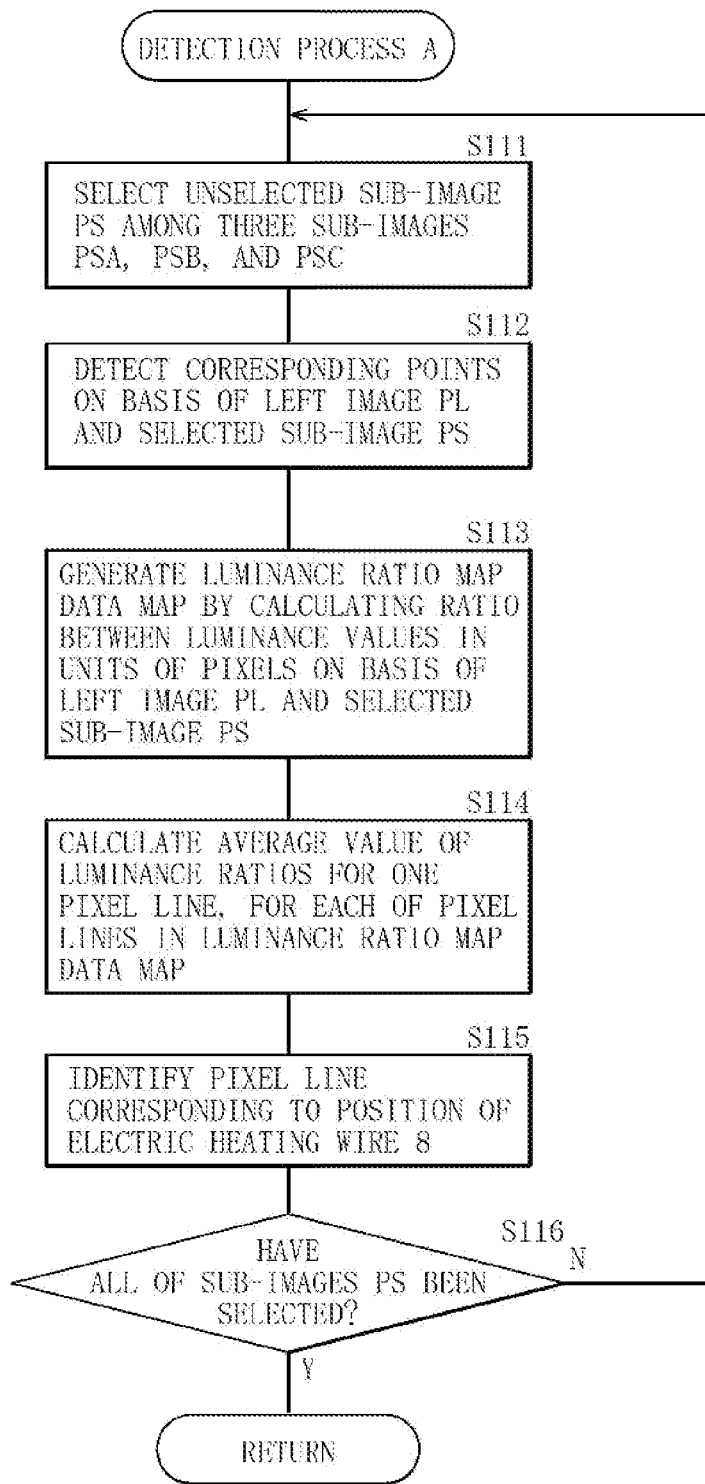 DETECTION PROCESS A
S111
SELECT UNSELECTED SUB-IMAGE
PS AMONG THREE SUB-IMAGES
PSA, PSB, AND PSC
S112
DETECT CORRESPONDING POINTS
ON BASIS OF LEFT IMAGE PL
AND SELECTED SUB-IMAGE PS
S113
GENERATE LUMINANCE RATIO MAP
DATA MAP BY CALCULATING RATIO
BETWEEN LUMINANCE VALUES IN
UNITS OF PIXELS ON BASIS OF
LEFT IMAGE PL AND SELECTED
SUB-IMAGE PS
S114
CALCULATE AVERAGE VALUE OF
LUMINANCE RATIOS FOR ONE
PIXEL LINE, FOR EACH OF PIXEL
LINES IN LUMINANCE RATIO MAP
DATA MAP
S115
IDENTIFY PIXEL LINE
CORRESPONDING TO POSITION OF
ELECTRIC HEATING WIRE 8
S116
HAVE
ALL OF SUB-IMAGES PS BEEN
SELECTED?
N
Y
RETURN